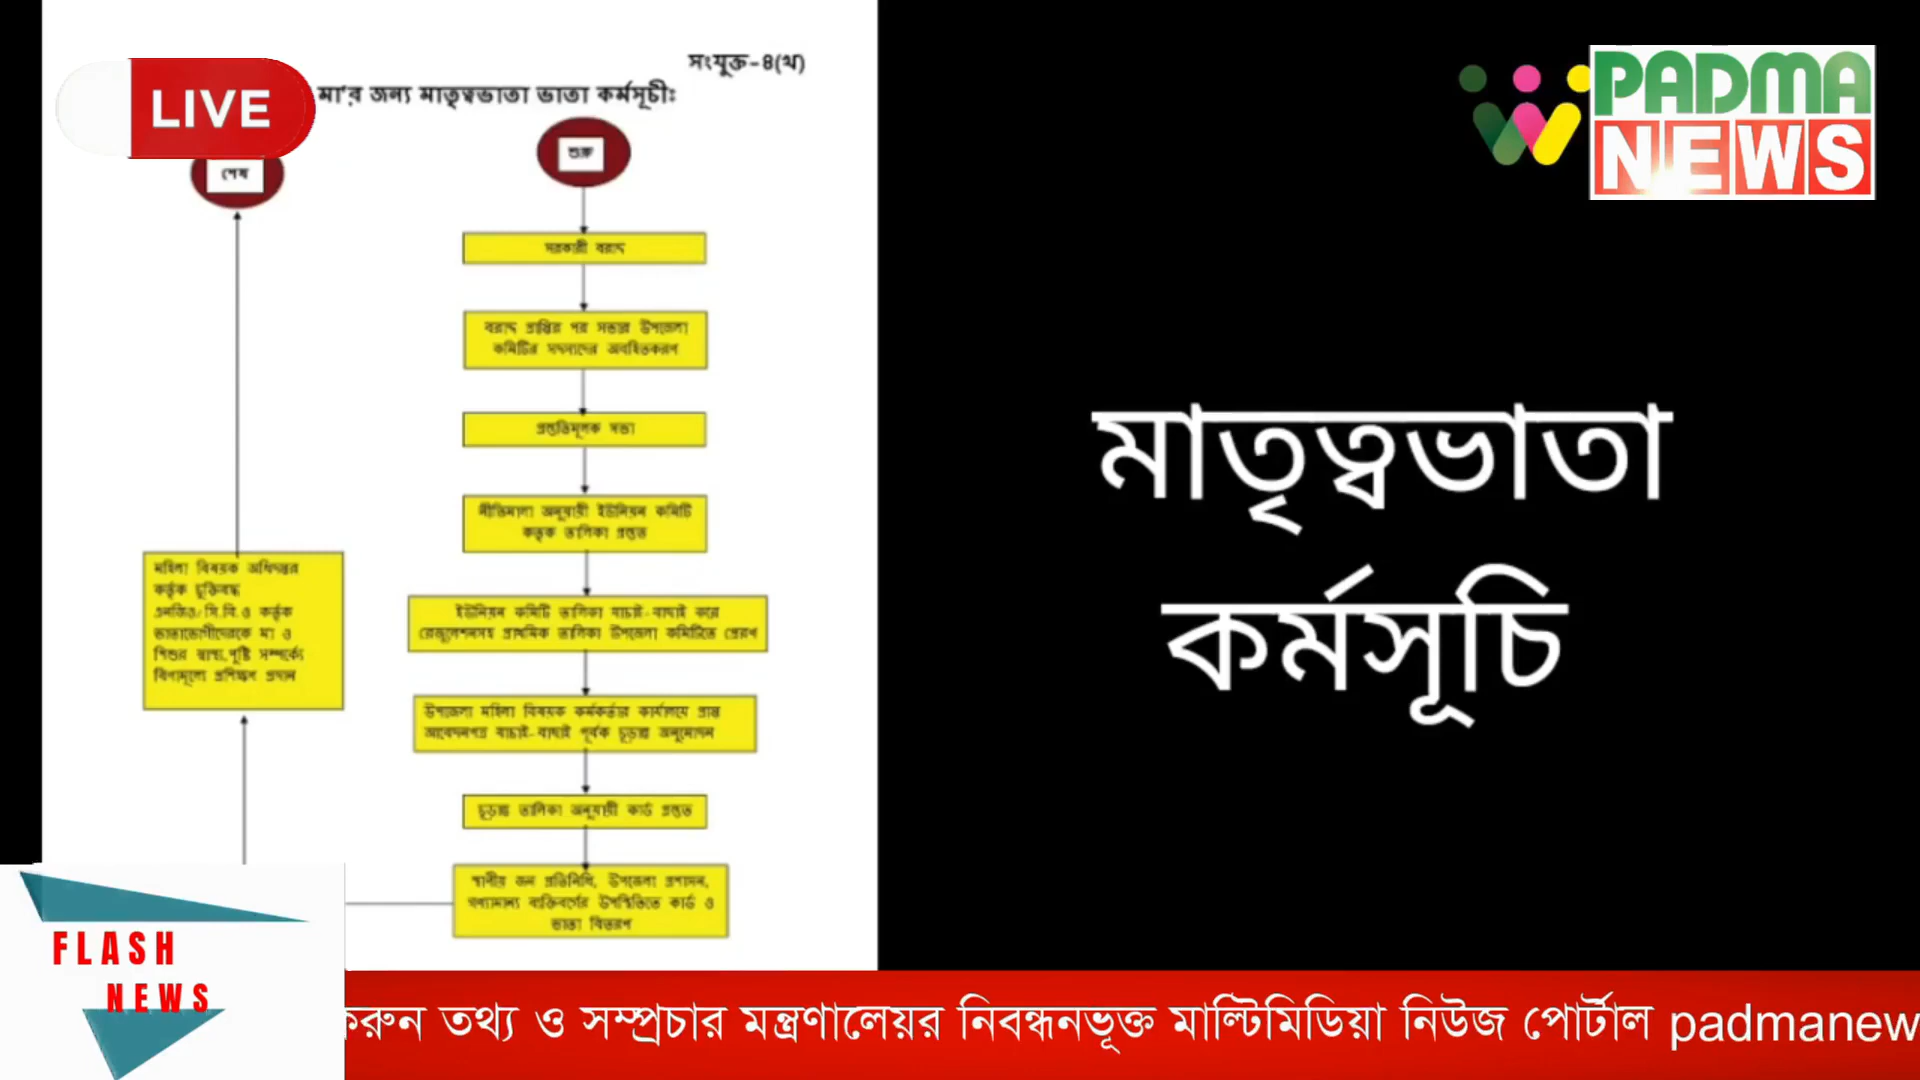 সংযুক্ত-৪(খ)
LIVE
মা'র জন্য মাতৃত্বভাতা ভাতা কর্মসূচীঃ
শুরু
শেষ
সরকারী বরাদ্দ
বরাদ্দ প্রাপ্তির পর সভায় উপজেলা
কমিটির সদস্যদের অবহিতকরণ
প্রস্তুতিমূলক সভা
নীতিমালা অনুযায়ী ইউনিয়ন কমিটি
কর্তৃক তালিকা প্রস্তুত
ইউনিয়ন কমিটি তালিকা যাচাই-বাছাই করে
রেজুলেশনসহ প্রাথমিক তালিকা উপজেলা কমিটিতে প্রেরণ
উপজেলা মহিলা বিষয়ক কর্মকর্তার কার্যালয়ে প্রাপ্ত
আবেদনপত্র যাচাই-বাছাই পূর্বক চূড়ান্ত অনুমোদন
চূড়ান্ত তালিকা অনুযায়ী কার্ড প্রস্তুত
স্থানীয় জন প্রতিনিধি, উপজেলা প্রশাসন,
গণ্যমান্য ব্যক্তিবর্গের উপস্থিতিতে কার্ড ও
ভাতা বিতরণ
মহিলা বিষয়ক অধিদপ্তর
কর্তৃক চুক্তিবদ্ধ
এনজিও/সি.বি.ও কর্তৃক
ভাতাভোগীদেরকে মা ও
শিশুর স্বাস্থ্য,পুষ্টি সম্পর্কে
বিনামূল্যে প্রশিক্ষণ প্রদান
PADMA
NEWS
মাতৃত্বভাতা
কর্মসূচি
FLASH
NEWS
করুন তথ্য ও সম্প্রচার মন্ত্রণালেয়র নিবন্ধনভূক্ত মাল্টিমিডিয়া নিউজ পোর্টাল padmanew